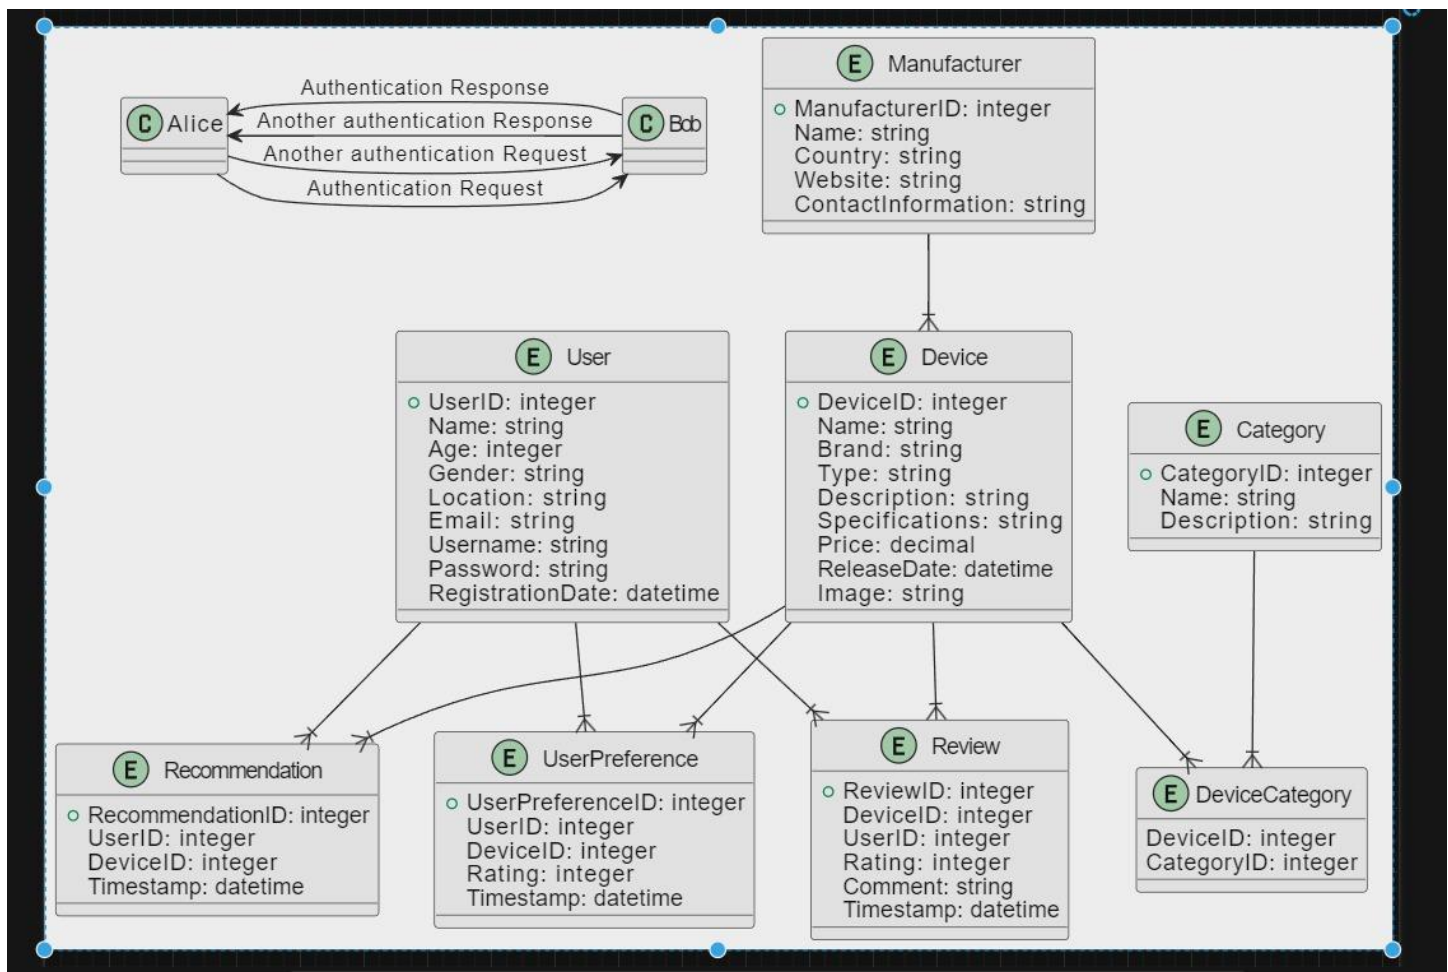 Authentication Response
C Alice
Another authentication Response
C Bob
Another authentication Request
Authentication Request
E Manufacturer
ManufacturerID: integer
Name: string
Country: string
Website: string
ContactInformation: string
E User
UserID: integer
Name: string
Age: integer
Gender: string
Location: string
Email: string
Username: string
Password: string
RegistrationDate: datetime
E Device
DeviceID: integer
Name: string
Brand: string
Type: string
Description: string
Specifications: string
Price: decimal
ReleaseDate: datetime
Image: string
E Category
CategoryID: integer
Name: string
Description: string
E Recommendation
RecommendationID: integer
UserID: integer
DeviceID: integer
Timestamp: datetime
E UserPreference
UserPreferenceID: integer
UserID: integer
DeviceID: integer
Rating: integer
Timestamp: datetime
E Review
ReviewID: integer
DeviceID: integer
UserID: integer
Rating: integer
Comment: string
Timestamp: datetime
E DeviceCategory
DeviceID: integer
CategoryID: integer